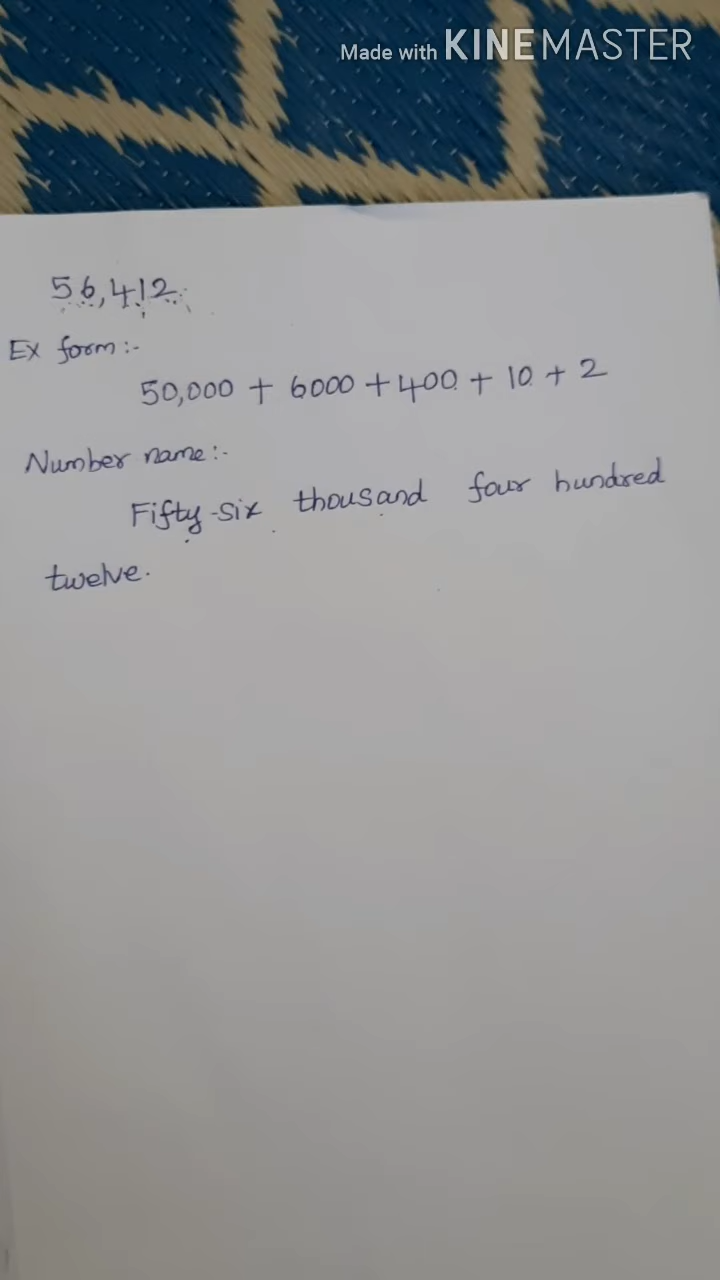 Made with KINEMASTER
56,412
Ex form:-
50,000 + 6000 + 400 + 10 + 2
Number name:-
Fifty-six thousand four hundred
twelve.